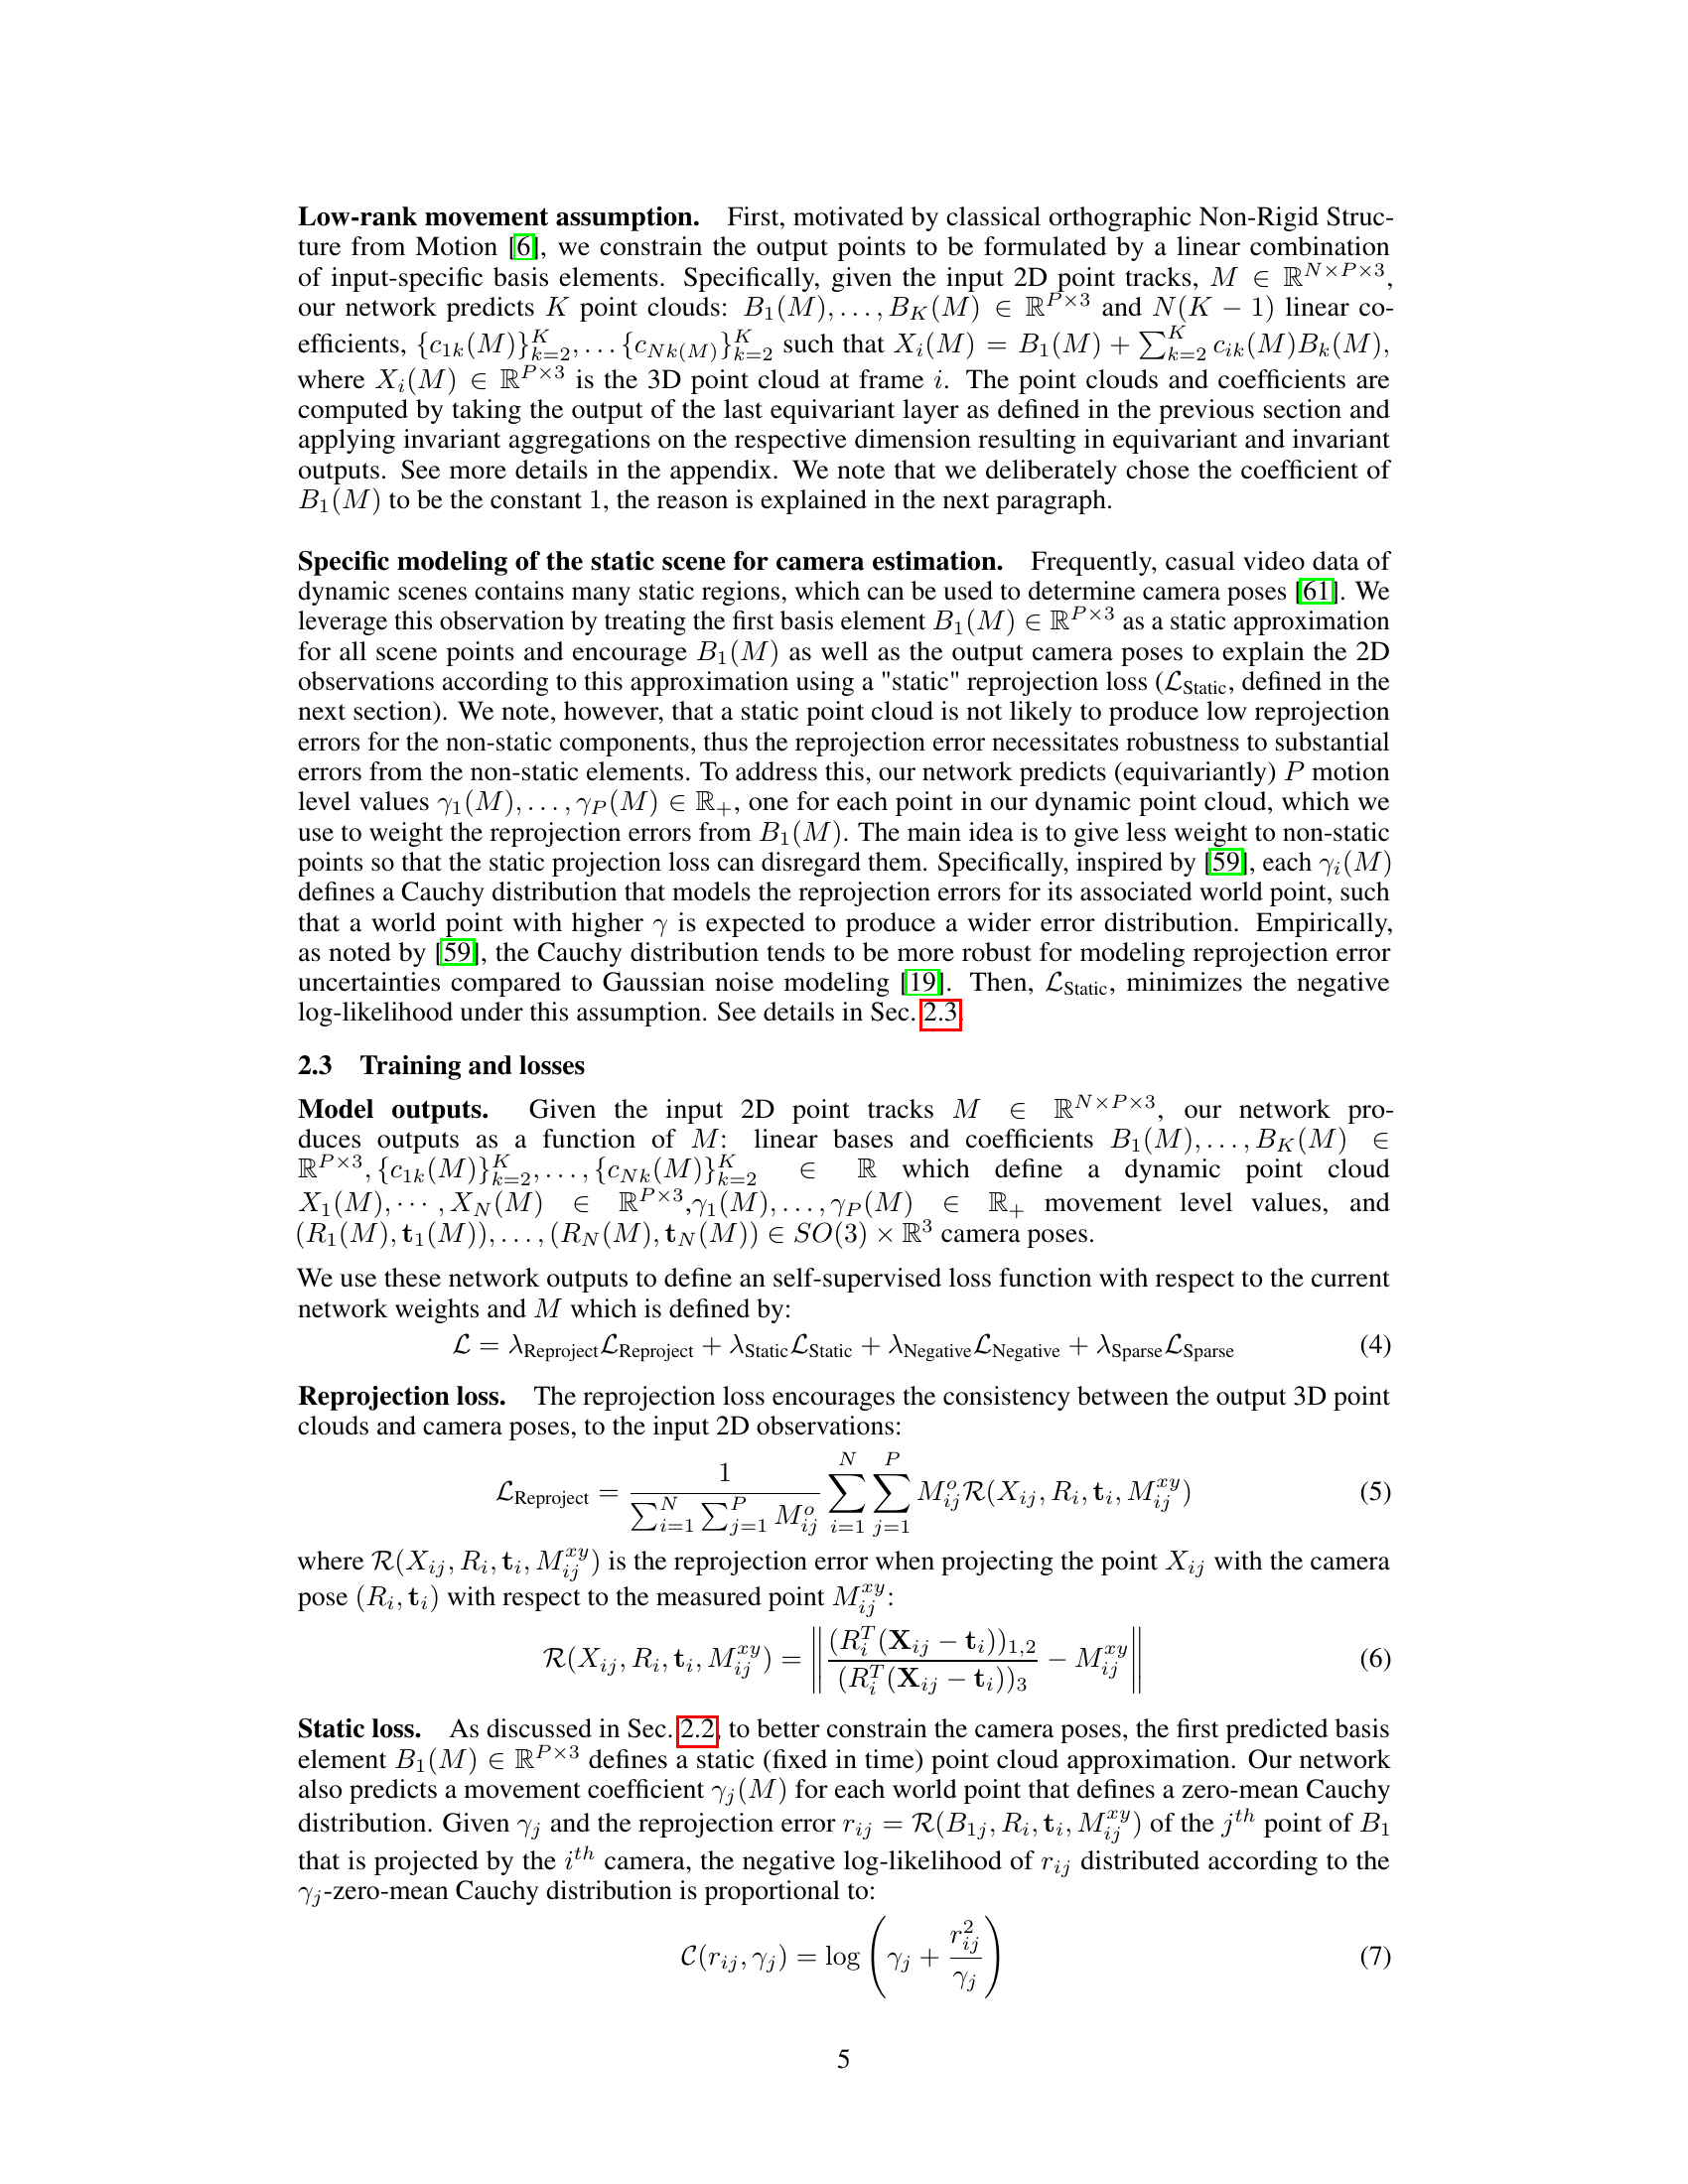 Low-rank movement assumption. First, motivated by classical orthographic Non-Rigid Struc-
ture from Motion [6], we constrain the output points to be formulated by a linear combination
of input-specific basis elements. Specifically, given the input 2D point tracks, $M \in \mathbb{R}^{N \times P \times 3}$,
our network predicts $K$ point clouds: $B_1(M), \ldots, B_K(M) \in \mathbb{R}^{P \times 3}$ and $N(K-1)$ linear co-
efficients, $\{c_{1k}(M)\}_{k=2}^{K}, \ldots \{c_{Nk(M)}\}_{k=2}^{K}$ such that $X_i(M) = B_1(M) + \sum_{k=2}^{K} c_{ik}(M)B_k(M)$,
where $X_i(M) \in \mathbb{R}^{P \times 3}$ is the 3D point cloud at frame $i$. The point clouds and coefficients are
computed by taking the output of the last equivariant layer as defined in the previous section and
applying invariant aggregations on the respective dimension resulting in equivariant and invariant
outputs. See more details in the appendix. We note that we deliberately chose the coefficient of
$B_1(M)$ to be the constant 1, the reason is explained in the next paragraph.
Specific modeling of the static scene for camera estimation. Frequently, casual video data of
dynamic scenes contains many static regions, which can be used to determine camera poses [61]. We
leverage this observation by treating the first basis element $B_1(M) \in \mathbb{R}^{P \times 3}$ as a static approximation
for all scene points and encourage $B_1(M)$ as well as the output camera poses to explain the 2D
observations according to this approximation using a "static" reprojection loss ($\mathcal{L}_{\text{Static}}$, defined in the
next section). We note, however, that a static point cloud is not likely to produce low reprojection
errors for the non-static components, thus the reprojection error necessitates robustness to substantial
errors from the non-static elements. To address this, our network predicts (equivariantly) $P$ motion
level values $\gamma_1(M), \ldots, \gamma_P(M) \in \mathbb{R}_+$, one for each point in our dynamic point cloud, which we
use to weight the reprojection errors from $B_1(M)$. The main idea is to give less weight to non-static
points so that the static projection loss can disregard them. Specifically, inspired by [59], each $\gamma_i(M)$
defines a Cauchy distribution that models the reprojection errors for its associated world point, such
that a world point with higher $\gamma$ is expected to produce a wider error distribution. Empirically,
as noted by [59], the Cauchy distribution tends to be more robust for modeling reprojection error
uncertainties compared to Gaussian noise modeling [19]. Then, $\mathcal{L}_{\text{Static}}$, minimizes the negative
log-likelihood under this assumption. See details in Sec. 2.3.
2.3 Training and losses
Model outputs. Given the input 2D point tracks $M \in \mathbb{R}^{N \times P \times 3}$, our network pro-
duces outputs as a function of $M$: linear bases and coefficients $B_1(M), \ldots, B_K(M) \in$
$\mathbb{R}^{P \times 3}, \{c_{1k}(M)\}_{k=2}^{K}, \ldots, \{c_{Nk}(M)\}_{k=2}^{K} \in \mathbb{R}$ which define a dynamic point cloud
$X_1(M), \cdots, X_N(M) \in \mathbb{R}^{P \times 3}$,$\gamma_1(M), \ldots, \gamma_P(M) \in \mathbb{R}_+$ movement level values, and
$(R_1(M), \mathbf{t}_1(M)), \ldots, (R_N(M), \mathbf{t}_N(M)) \in SO(3) \times \mathbb{R}^3$ camera poses.
We use these network outputs to define an self-supervised loss function with respect to the current
network weights and $M$ which is defined by:
$\mathcal{L} = \lambda_{\text{Reproject}}\mathcal{L}_{\text{Reproject}} + \lambda_{\text{Static}}\mathcal{L}_{\text{Static}} + \lambda_{\text{Negative}}\mathcal{L}_{\text{Negative}} + \lambda_{\text{Sparse}}\mathcal{L}_{\text{Sparse}}$ (4)
Reprojection loss. The reprojection loss encourages the consistency between the output 3D point
clouds and camera poses, to the input 2D observations:
$\mathcal{L}_{\text{Reproject}} = \frac{1}{\sum_{i=1}^{N} \sum_{j=1}^{P} M_{ij}^{o}} \sum_{i=1}^{N} \sum_{j=1}^{P} M_{ij}^{o} \mathcal{R}(X_{ij}, R_i, \mathbf{t}_i, M_{ij}^{xy})$ (5)
where $\mathcal{R}(X_{ij}, R_i, \mathbf{t}_i, M_{ij}^{xy})$ is the reprojection error when projecting the point $X_{ij}$ with the camera
pose $(R_i, \mathbf{t}_i)$ with respect to the measured point $M_{ij}^{xy}$:
$\mathcal{R}(X_{ij}, R_i, \mathbf{t}_i, M_{ij}^{xy}) = \left\| \frac{(R_i^T(\mathbf{X}_{ij} - \mathbf{t}_i))_{1,2}}{(R_i^T(\mathbf{X}_{ij} - \mathbf{t}_i))_3} - M_{ij}^{xy} \right\|$ (6)
Static loss. As discussed in Sec. 2.2, to better constrain the camera poses, the first predicted basis
element $B_1(M) \in \mathbb{R}^{P \times 3}$ defines a static (fixed in time) point cloud approximation. Our network
also predicts a movement coefficient $\gamma_j(M)$ for each world point that defines a zero-mean Cauchy
distribution. Given $\gamma_j$ and the reprojection error $r_{ij} = \mathcal{R}(B_{1j}, R_i, \mathbf{t}_i, M_{ij}^{xy})$ of the $j^{th}$ point of $B_1$
that is projected by the $i^{th}$ camera, the negative log-likelihood of $r_{ij}$ distributed according to the
$\gamma_j$-zero-mean Cauchy distribution is proportional to:
$\mathcal{C}(r_{ij}, \gamma_j) = \log \left( \gamma_j + \frac{r_{ij}^2}{\gamma_j} \right)$ (7)
5